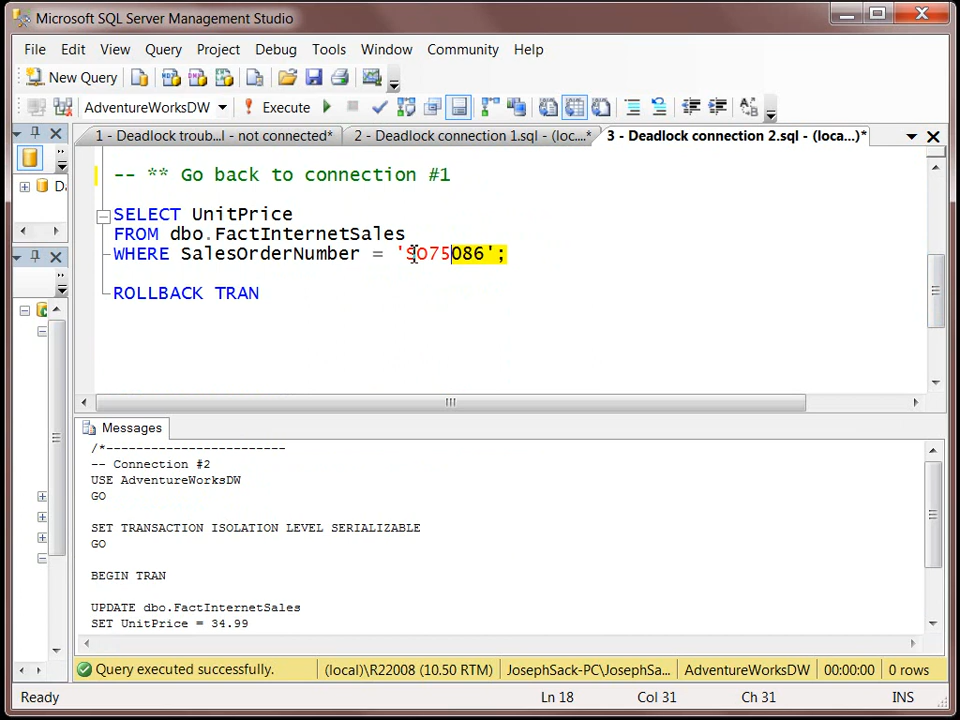 Microsoft SQL Server Management Studio
File Edit View Query Project Debug Tools Window Community Help
New Query
AdventureWorksDW Execute
1 - Deadlock troub...l - not connected* 2 - Deadlock connection 1.sql - (loc....* 3 - Deadlock connection 2.sql - (loca...)*
-- ** Go back to connection #1
SELECT UnitPrice
FROM dbo.FactInternetSales
WHERE SalesOrderNumber = 'SO75086';
ROLLBACK TRAN
Messages
/*------------------------
-- Connection #2
USE AdventureWorksDW
GO
SET TRANSACTION ISOLATION LEVEL SERIALIZABLE
GO
BEGIN TRAN
UPDATE dbo.FactInternetSales
SET UnitPrice = 34.99
Query executed successfully. (local)\R22008 (10.50 RTM) JosephSack-PC\JosephSa... AdventureWorksDW 00:00:00 0 rows
Ready Ln 18 Col 31 Ch 31 INS